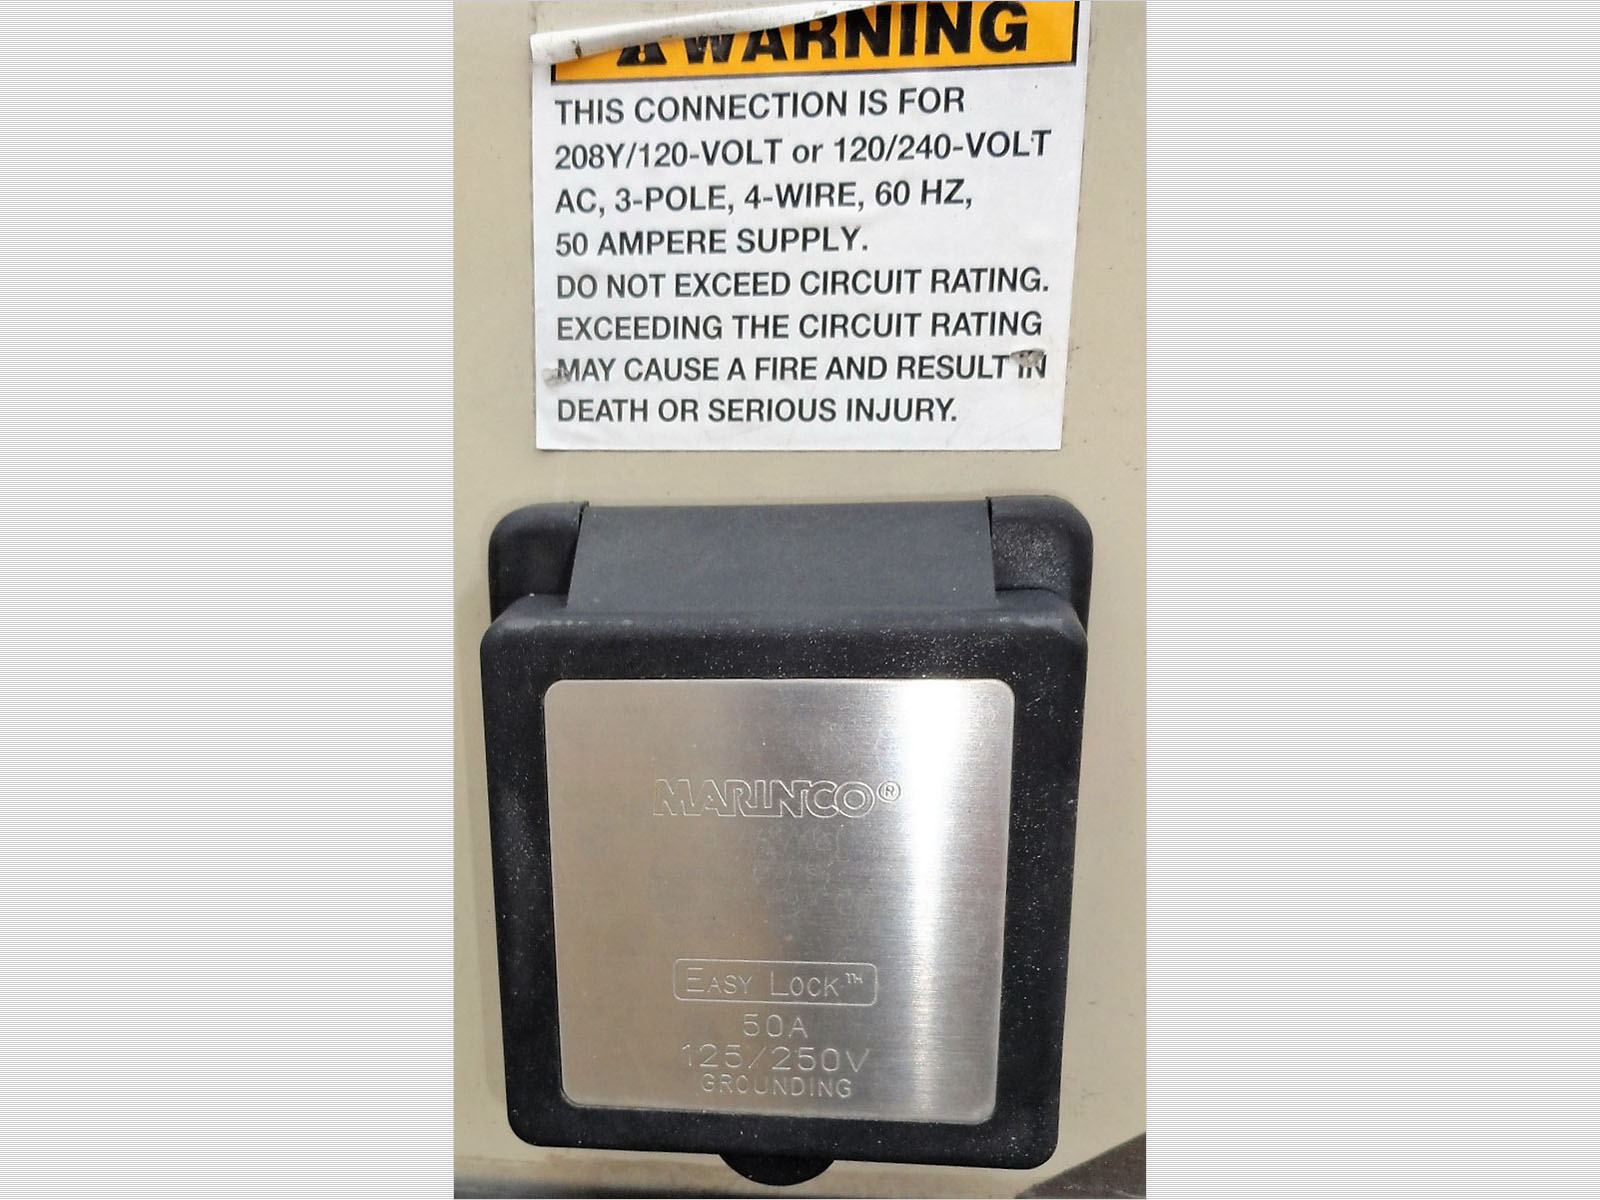 WARNING
THIS CONNECTION IS FOR
208Y/120-VOLT or 120/240-VOLT
AC, 3-POLE, 4-WIRE, 60 HZ,
50 AMPERE SUPPLY.
DO NOT EXCEED CIRCUIT RATING.
EXCEEDING THE CIRCUIT RATING
MAY CAUSE A FIRE AND RESULT IN
DEATH OR SERIOUS INJURY.
MARINCO®
EASY LOCK™
50A
125/250V
GROUNDING